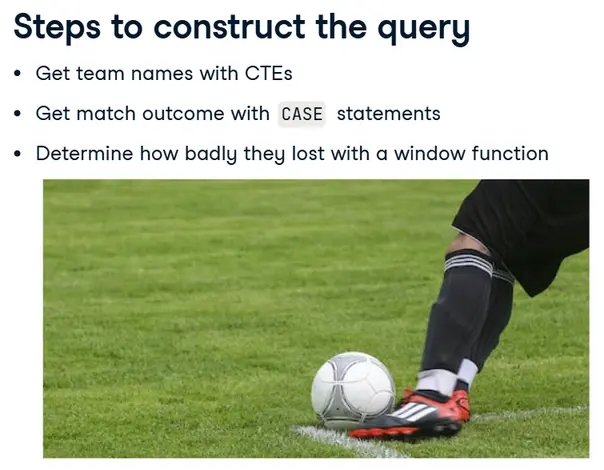 Steps to construct the query
• Get team names with CTEs
• Get match outcome with CASE statements
• Determine how badly they lost with a window function